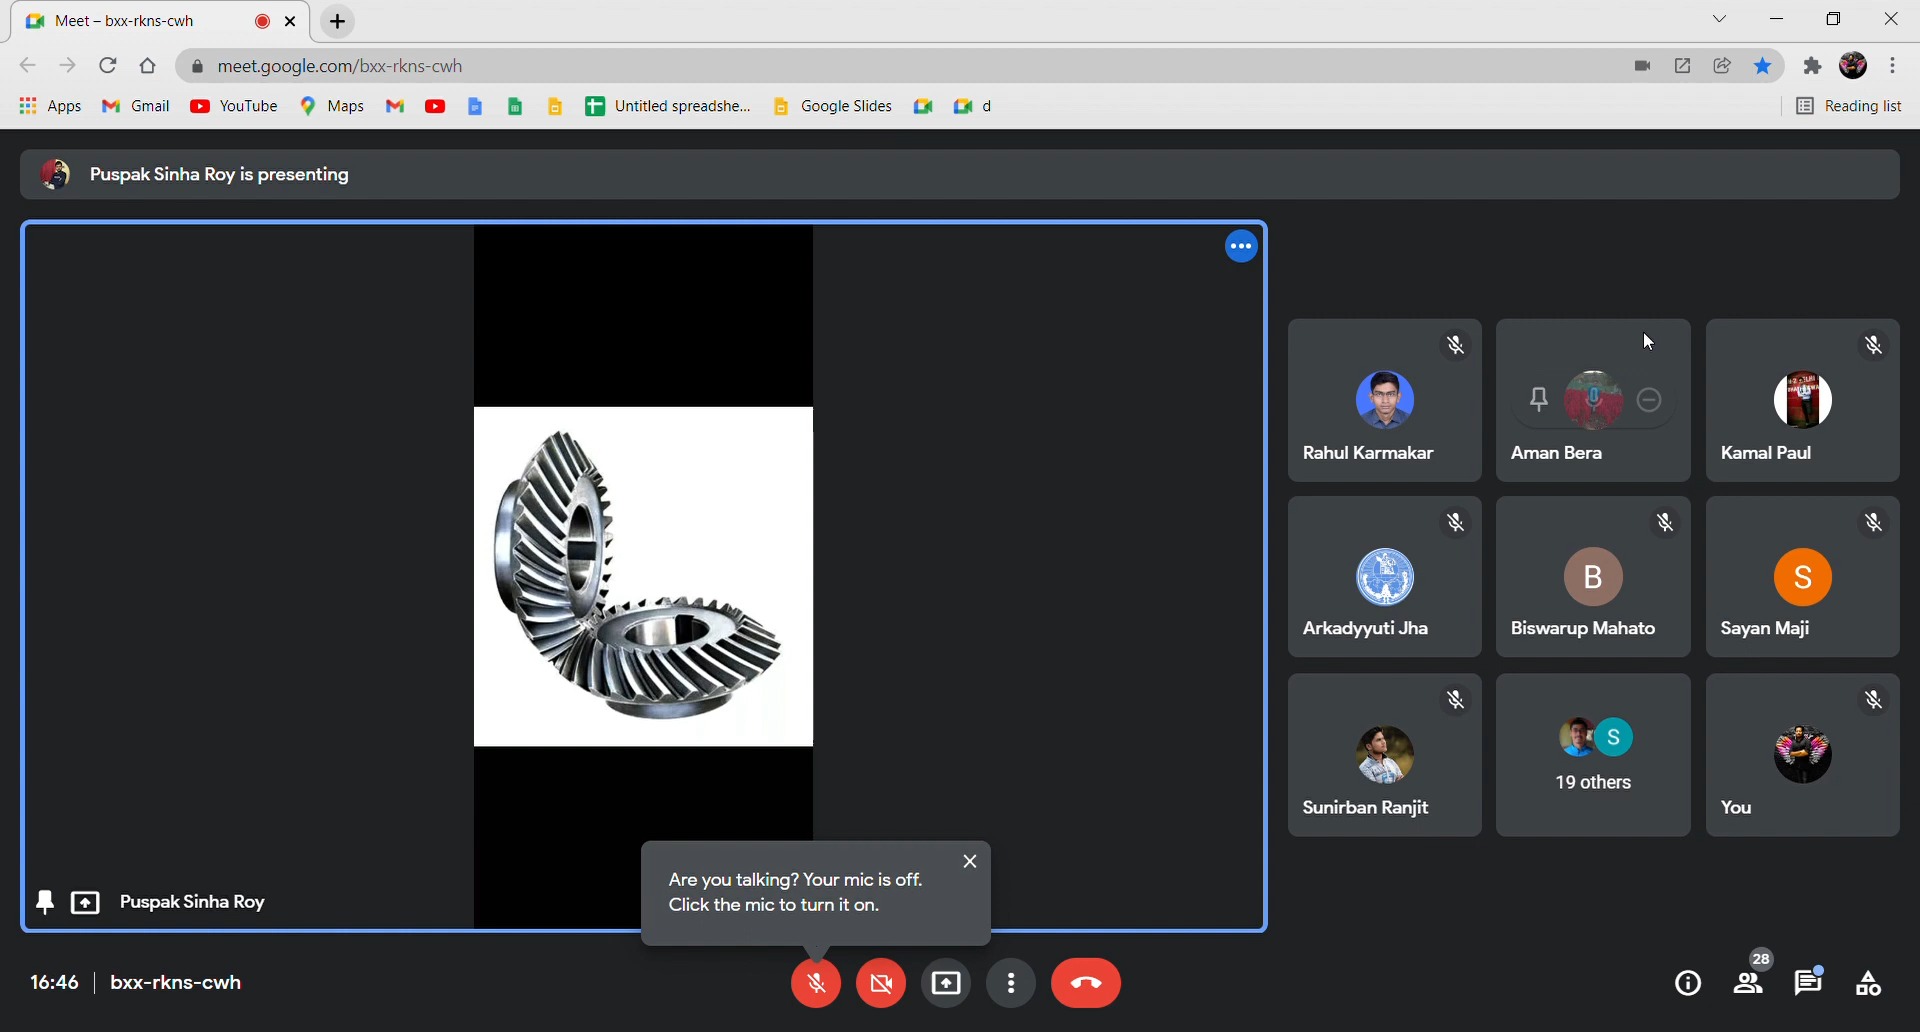 Meet – bxx-rkns-cwh
meet.google.com/bxx-rkns-cwh
Apps Gmail YouTube Maps Untitled spreadshe... Google Slides d Reading list
Puspak Sinha Roy is presenting
Rahul Karmakar
Aman Bera
Kamal Paul
Arkadyyuti Jha
B
Biswarup Mahato
S
Sayan Maji
Sunirban Ranjit
S
19 others
You
Puspak Sinha Roy
Are you talking? Your mic is off.
Click the mic to turn it on.
16:46 bxx-rkns-cwh
28